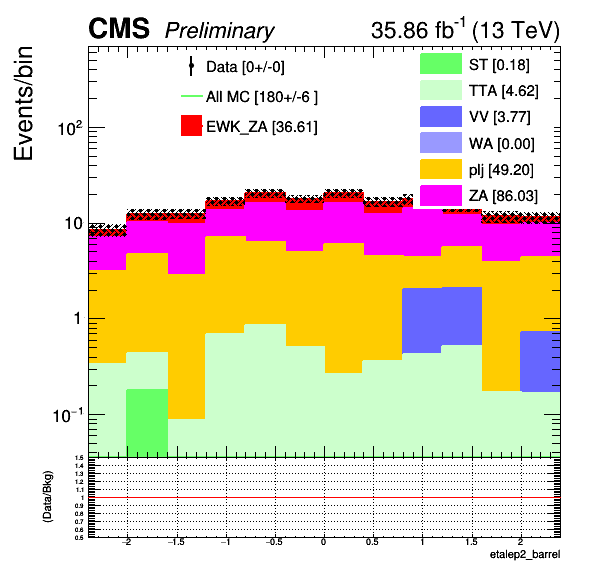 CMS Preliminary 35.86 fb⁻¹ (13 TeV)
Events/bin
Data [0+/-0]
All MC [180+/-6 ]
EWK_ZA [36.61]
ST [0.18]
TTA [4.62]
VV [3.77]
WA [0.00]
plj [49.20]
ZA [86.03]
10²
10
1
10⁻¹
(Data/Bkg)
1.5
1.4
1.3
1.2
1.1
1
0.9
0.8
0.7
0.6
0.5
−2 −1.5 −1 −0.5 0 0.5 1 1.5 2
etalep2_barrel